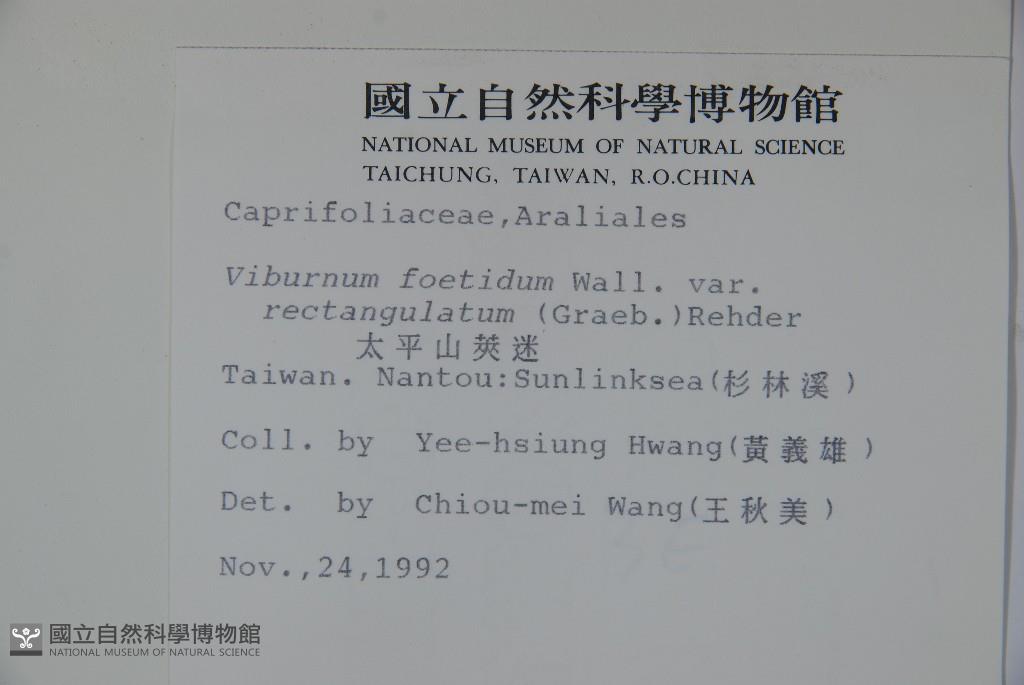 國立自然科學博物館
NATIONAL MUSEUM OF NATURAL SCIENCE
TAICHUNG, TAIWAN, R.O.CHINA
Caprifoliaceae,Araliales
Viburnum foetidum Wall. var.
rectangulatum (Graeb.)Rehder
太平山莢迷
Taiwan. Nantou:Sunlinksea(杉林溪)
Coll. by Yee-hsiung Hwang(黃義雄)
Det. by Chiou-mei Wang(王秋美)
Nov.,24,1992
國立自然科學博物館
NATIONAL MUSEUM OF NATURAL SCIENCE